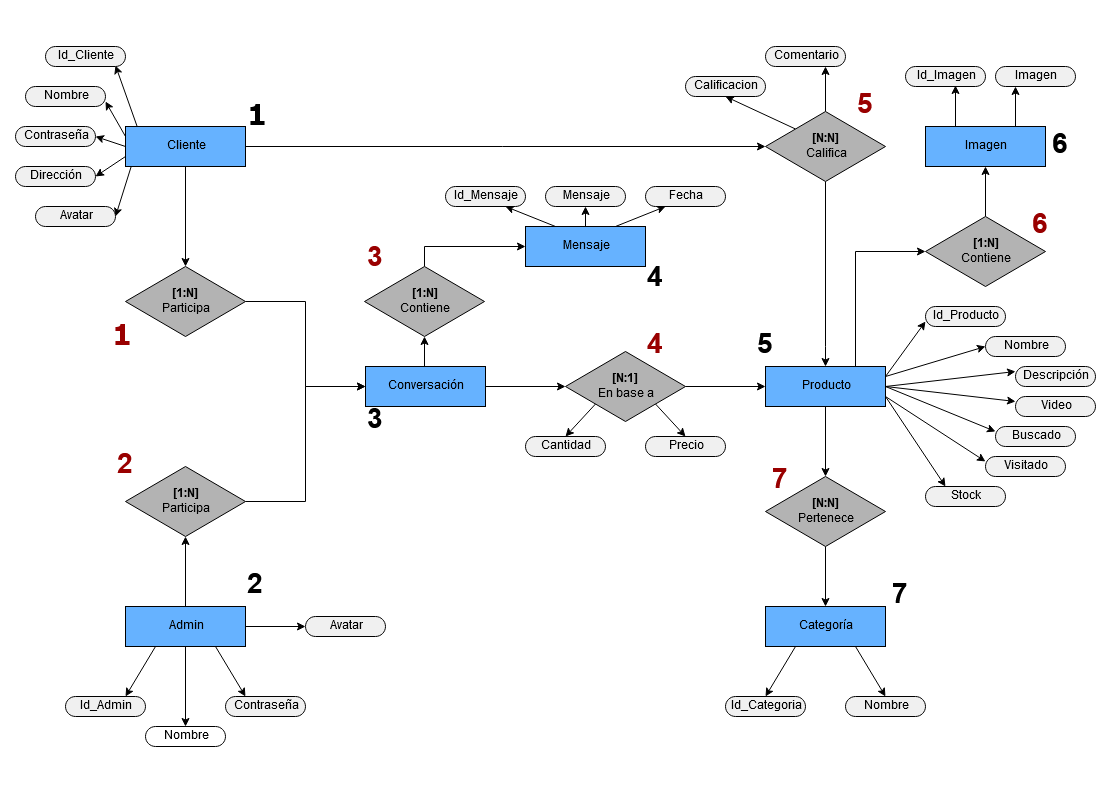 Id_Cliente
Nombre
Contraseña
Dirección
Avatar
Cliente
1
[1:N]
Participa
1
Comentario
Calificacion
5
[N:N]
Califica
Id_Imagen
Imagen
Imagen
6
6
[1:N]
Contiene
Id_Mensaje
Mensaje
Fecha
Mensaje
4
3
[1:N]
Contiene
Conversación
3
4
[N:1]
En base a
Cantidad
Precio
5
Producto
Id_Producto
Nombre
Descripción
Video
Buscado
Visitado
Stock
2
[1:N]
Participa
2
Admin
Avatar
Id_Admin
Contraseña
Nombre
7
[N:N]
Pertenece
7
Categoría
Id_Categoria
Nombre